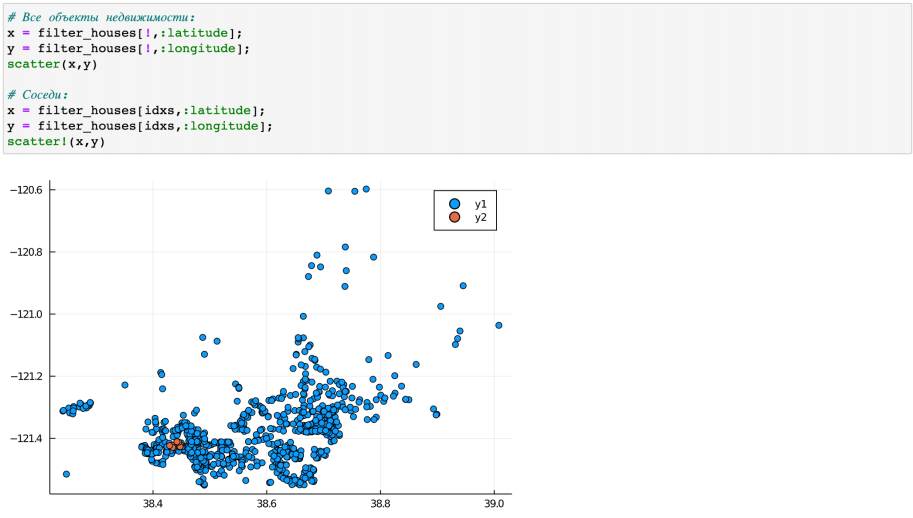 # Все объекты недвижимости:
x = filter_houses[!,:latitude];
y = filter_houses[!,:longitude];
scatter(x,y)
# Соседи:
x = filter_houses[idxs,:latitude];
y = filter_houses[idxs,:longitude];
scatter!(x,y)
−120.6
−120.8
−121.0
−121.2
−121.4
y1
y2
38.4 38.6 38.8 39.0